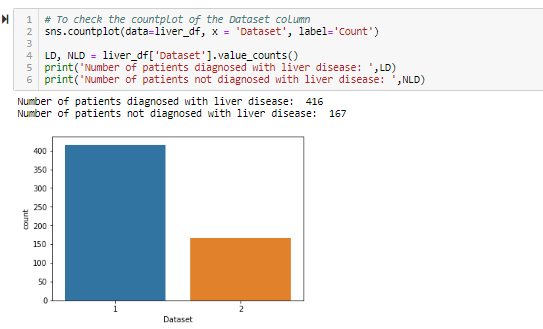 1 # To check the countplot of the Dataset column
2 sns.countplot(data=liver_df, x = 'Dataset', label='Count')
3
4 LD, NLD = liver_df['Dataset'].value_counts()
5 print('Number of patients diagnosed with liver disease: ',LD)
6 print('Number of patients not diagnosed with liver disease: ',NLD)
Number of patients diagnosed with liver disease:  416
Number of patients not diagnosed with liver disease:  167
400
350
300
250
200
150
100
50
0
count
1 2
Dataset